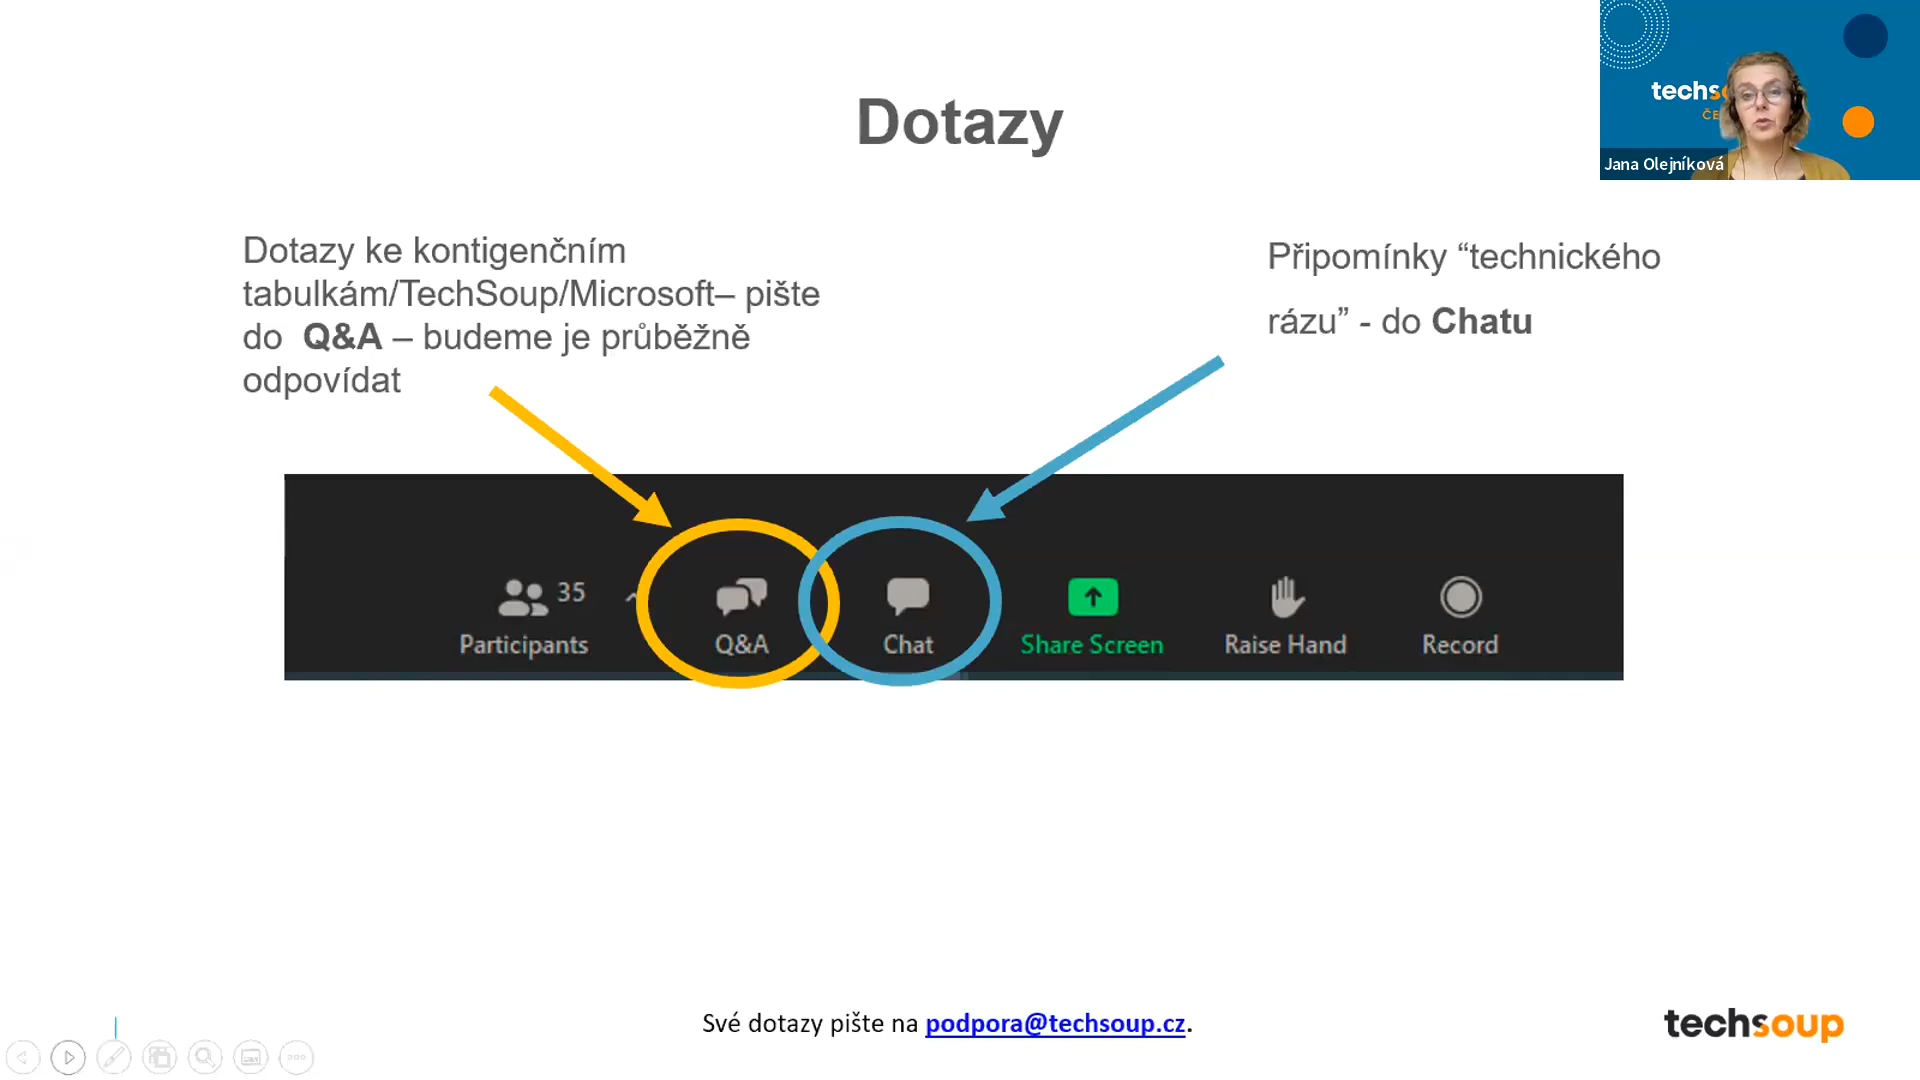 Dotazy
techs
ČE
Jana Olejníková
Dotazy ke kontigenčním
tabulkám/TechSoup/Microsoft– pište
do Q&A – budeme je průběžně
odpovídat
Připomínky “technického
rázu” - do Chatu
35
Participants
Q&A
Chat
Share Screen
Raise Hand
Record
Své dotazy pište na podpora@techsoup.cz.
techsoup